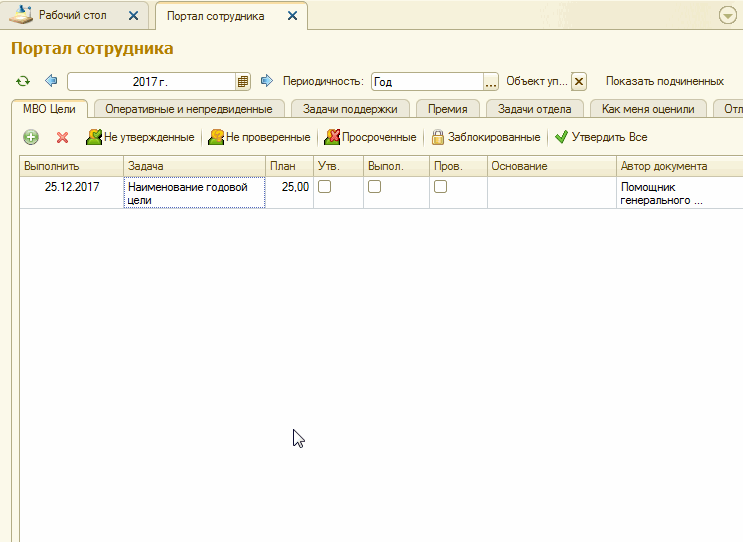 Рабочий стол
Портал сотрудника
Портал сотрудника
2017 г.
Периодичность: Год ...
Объект уп...
Показать подчиненных
МВО Цели
Оперативные и непредвиденные
Задачи поддержки
Премия
Задачи отдела
Как меня оценили
Отл
Не утвержденные
Не проверенные
Просроченные
Заблокированные
Утвердить Все
Выполнить Задача План Утв. Выпол. Пров. Основание Автор документа
25.12.2017 Наименование годовой 25,00 Помощник
цели генерального ...